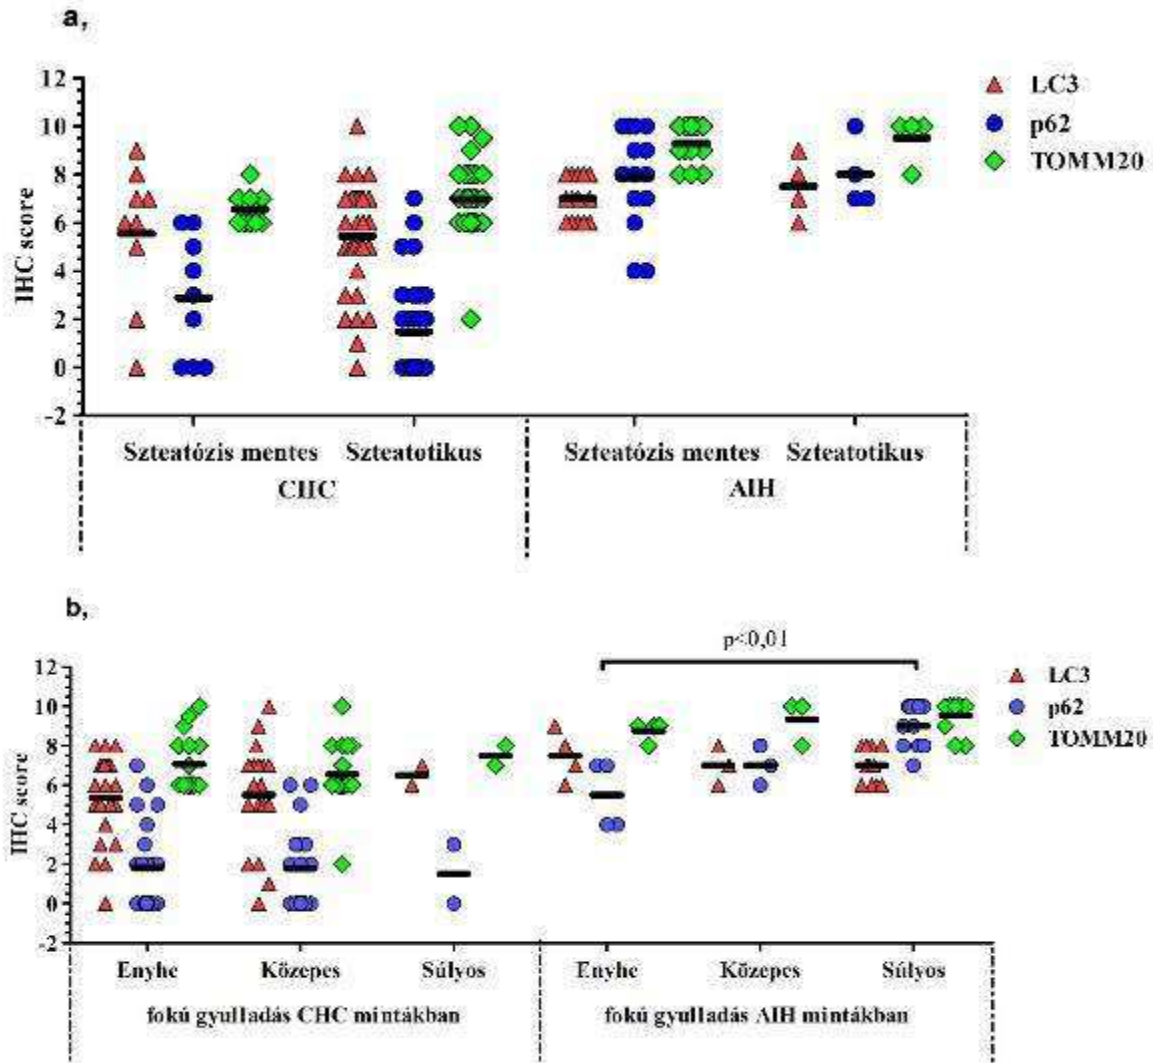 a,
12
10
8
6
4
2
0
-2
IHC score
LC3
p62
TOMM20
Szteatózis mentes Szteatotikus Szteatózis mentes Szteatotikus
CHC AIH
b,
p<0,01
12
10
8
6
4
2
0
-2
IHC score
LC3
p62
TOMM20
Enyhe Közepes Súlyos Enyhe Közepes Súlyos
fokú gyulladás CHC mintákban fokú gyulladás AIH mintákban